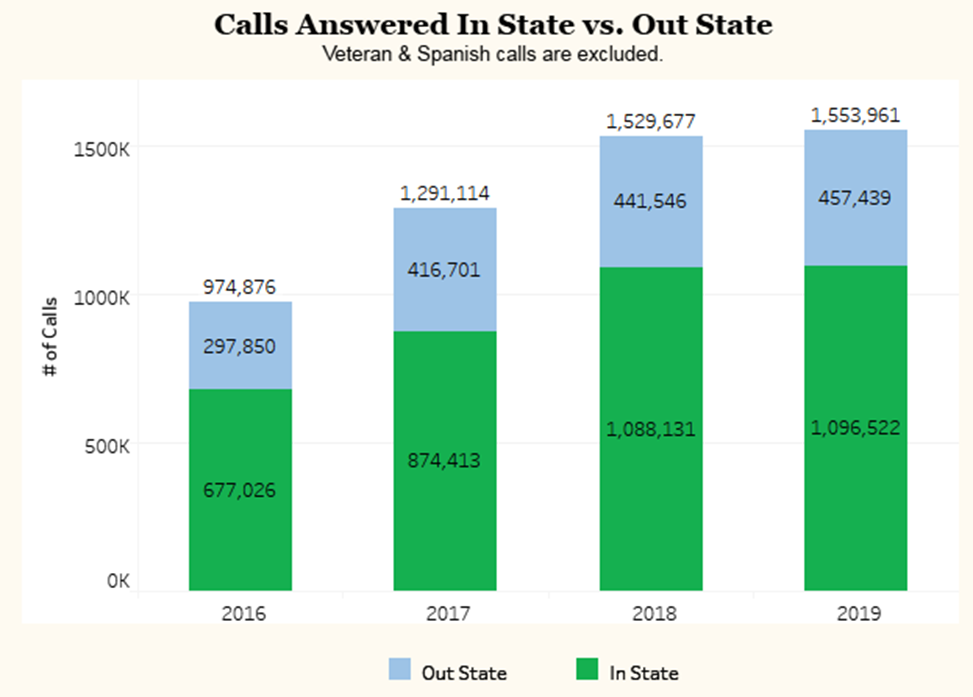 Calls Answered In State vs. Out State
Veteran & Spanish calls are excluded.
# of Calls
1500K
1000K
500K
0K
974,876
297,850
677,026
1,291,114
416,701
874,413
1,529,677
441,546
1,088,131
1,553,961
457,439
1,096,522
2016
2017
2018
2019
Out State
In State